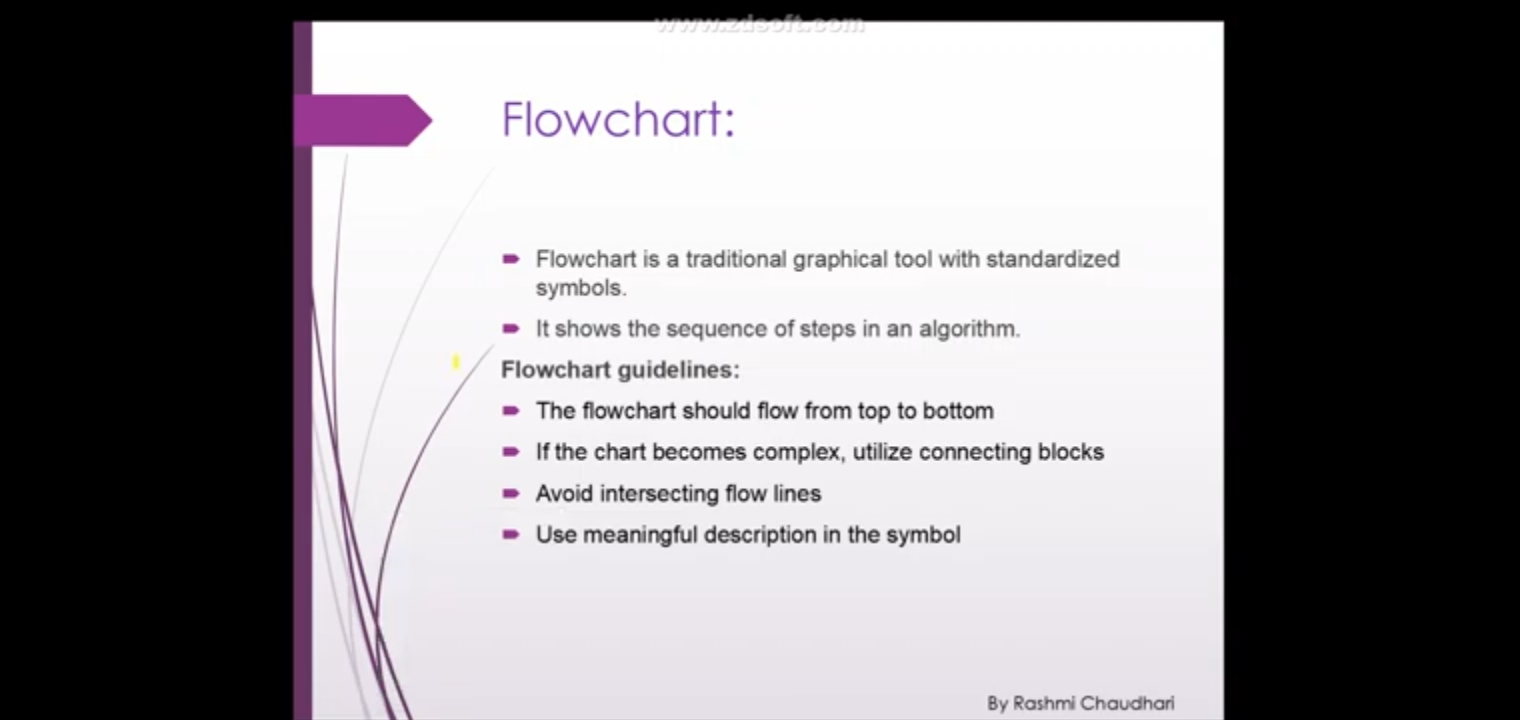 www.zdsoft.com
Flowchart:
Flowchart is a traditional graphical tool with standardized
symbols.
It shows the sequence of steps in an algorithm.
Flowchart guidelines:
The flowchart should flow from top to bottom
If the chart becomes complex, utilize connecting blocks
Avoid intersecting flow lines
Use meaningful description in the symbol
By Rashmi Chaudhari